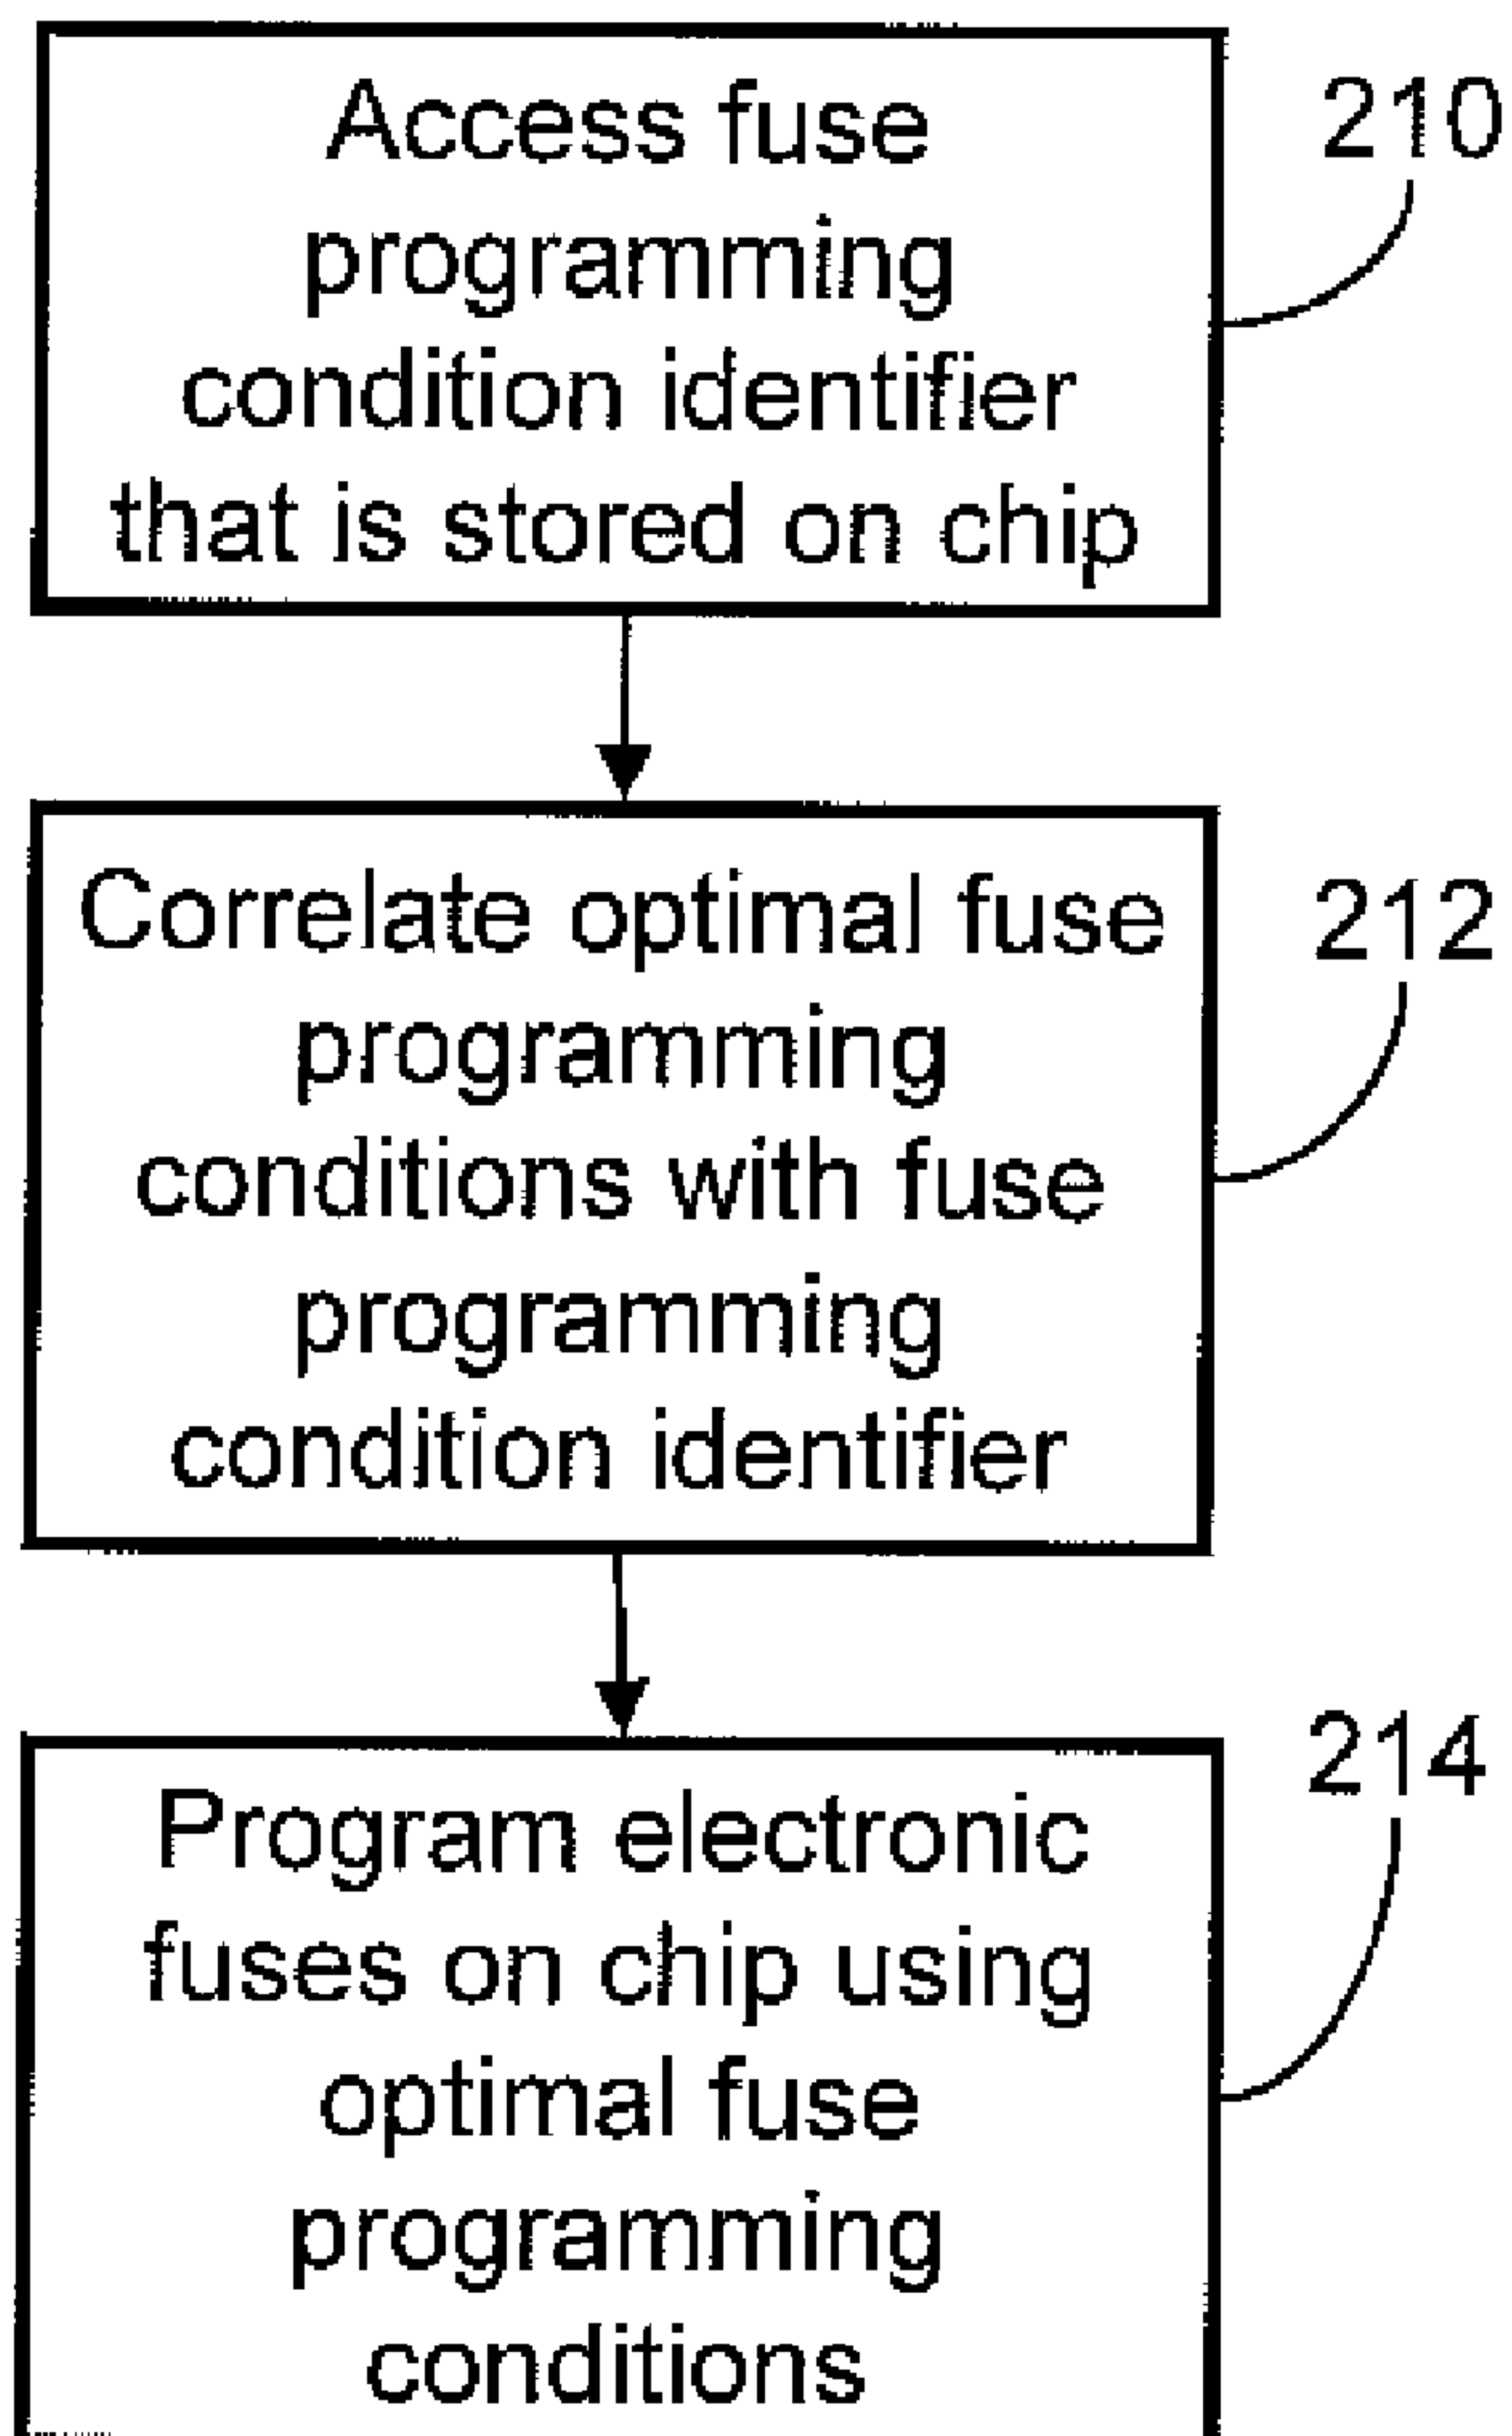 Access fuse
programming
condition identifier
that is stored on chip
210
Correlate optimal fuse
programming
conditions with fuse
programming
condition identifier
212
Program electronic
fuses on chip using
optimal fuse
programming
conditions
214